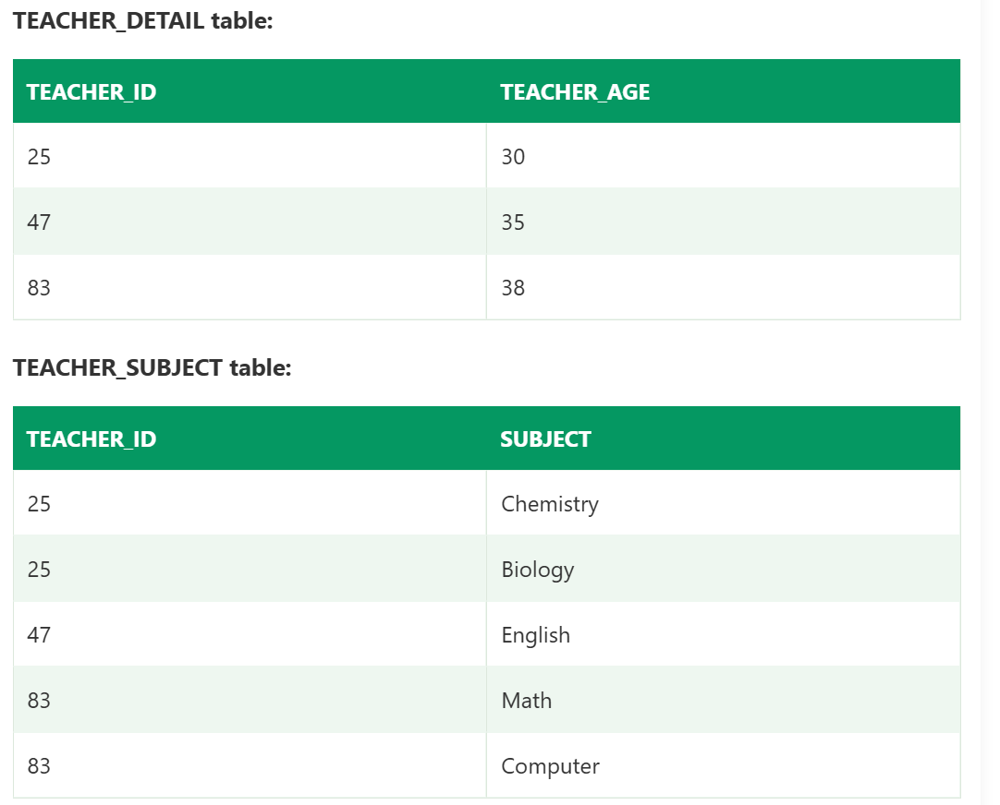 TEACHER_DETAIL table:
TEACHER_ID TEACHER_AGE
25 30
47 35
83 38
TEACHER_SUBJECT table:
TEACHER_ID SUBJECT
25 Chemistry
25 Biology
47 English
83 Math
83 Computer